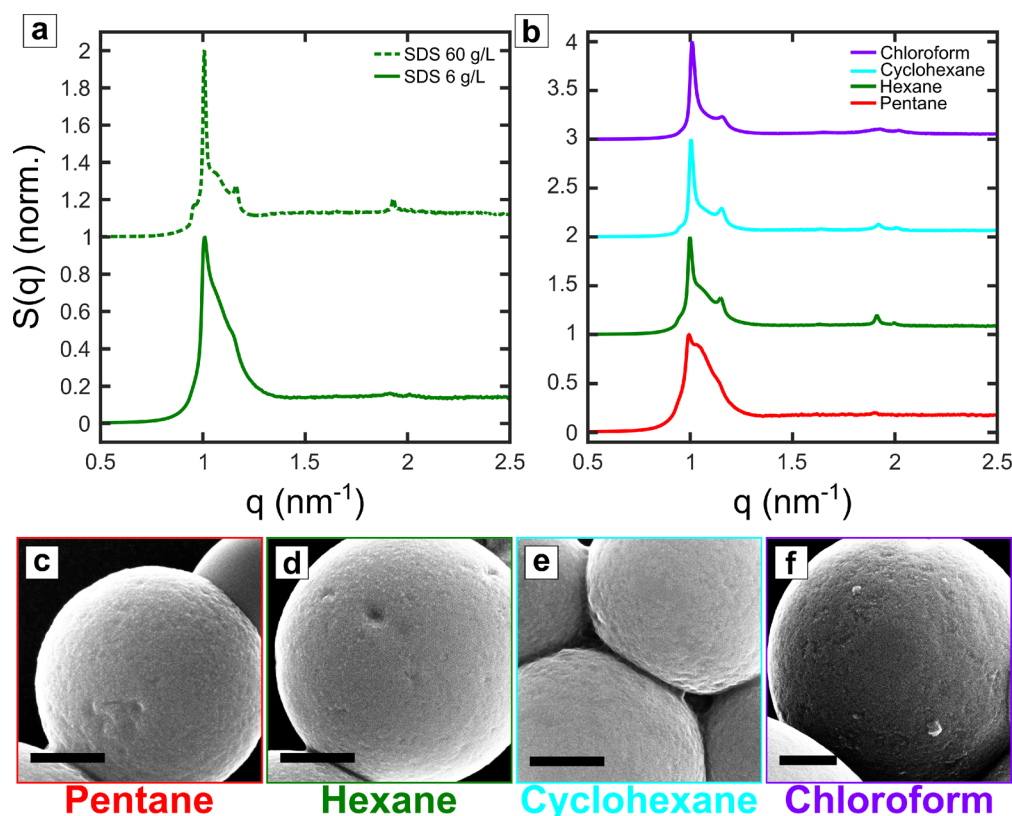 a
SDS 60 g/L
SDS 6 g/L
2
1.8
1.6
1.4
1.2
1
0.8
0.6
0.4
0.2
0
S(q) (norm.)
0.5 1 1.5 2 2.5
q (nm⁻¹)
b
Chloroform
Cyclohexane
Hexane
Pentane
4
3.5
3
2.5
2
1.5
1
0.5
0
0.5 1 1.5 2 2.5
q (nm⁻¹)
c
d
e
f
Pentane
Hexane
Cyclohexane
Chloroform